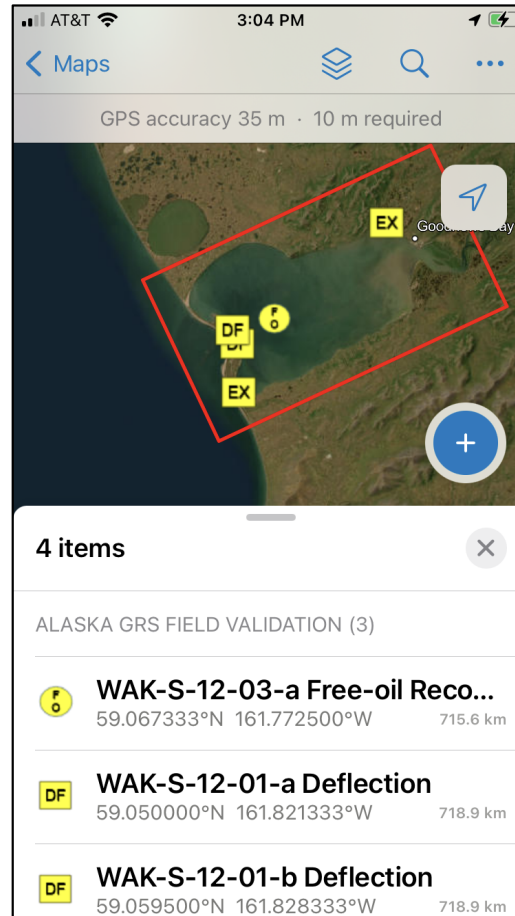 AT&T 3:04 PM
Maps
GPS accuracy 35 m · 10 m required
EX
F
O
DF
DF
EX
4 items
ALASKA GRS FIELD VALIDATION (3)
F
O
WAK-S-12-03-a Free-oil Reco...
59.067333°N 161.772500°W 715.6 km
DF
WAK-S-12-01-a Deflection
59.050000°N 161.821333°W 718.9 km
DF
WAK-S-12-01-b Deflection
59.059500°N 161.828333°W 718.9 km